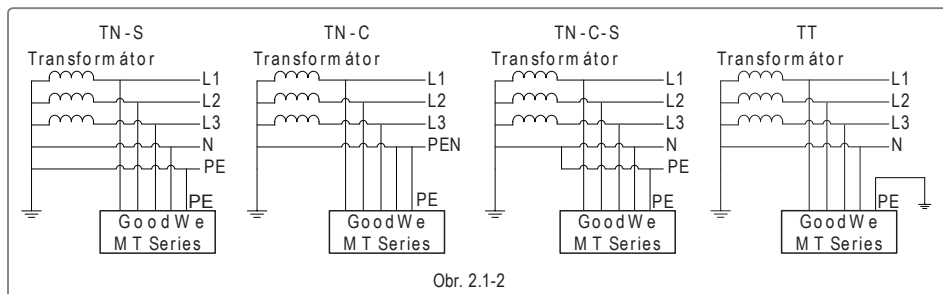 TN-S
Transformátor
L1
L2
L3
N
PE
PE
GoodWe
MT Series
TN-C
Transformátor
L1
L2
L3
PEN
PE
GoodWe
MT Series
TN-C-S
Transformátor
L1
L2
L3
N
PE
PE
GoodWe
MT Series
TT
Transformátor
L1
L2
L3
N
PE
GoodWe
MT Series
Obr. 2.1-2